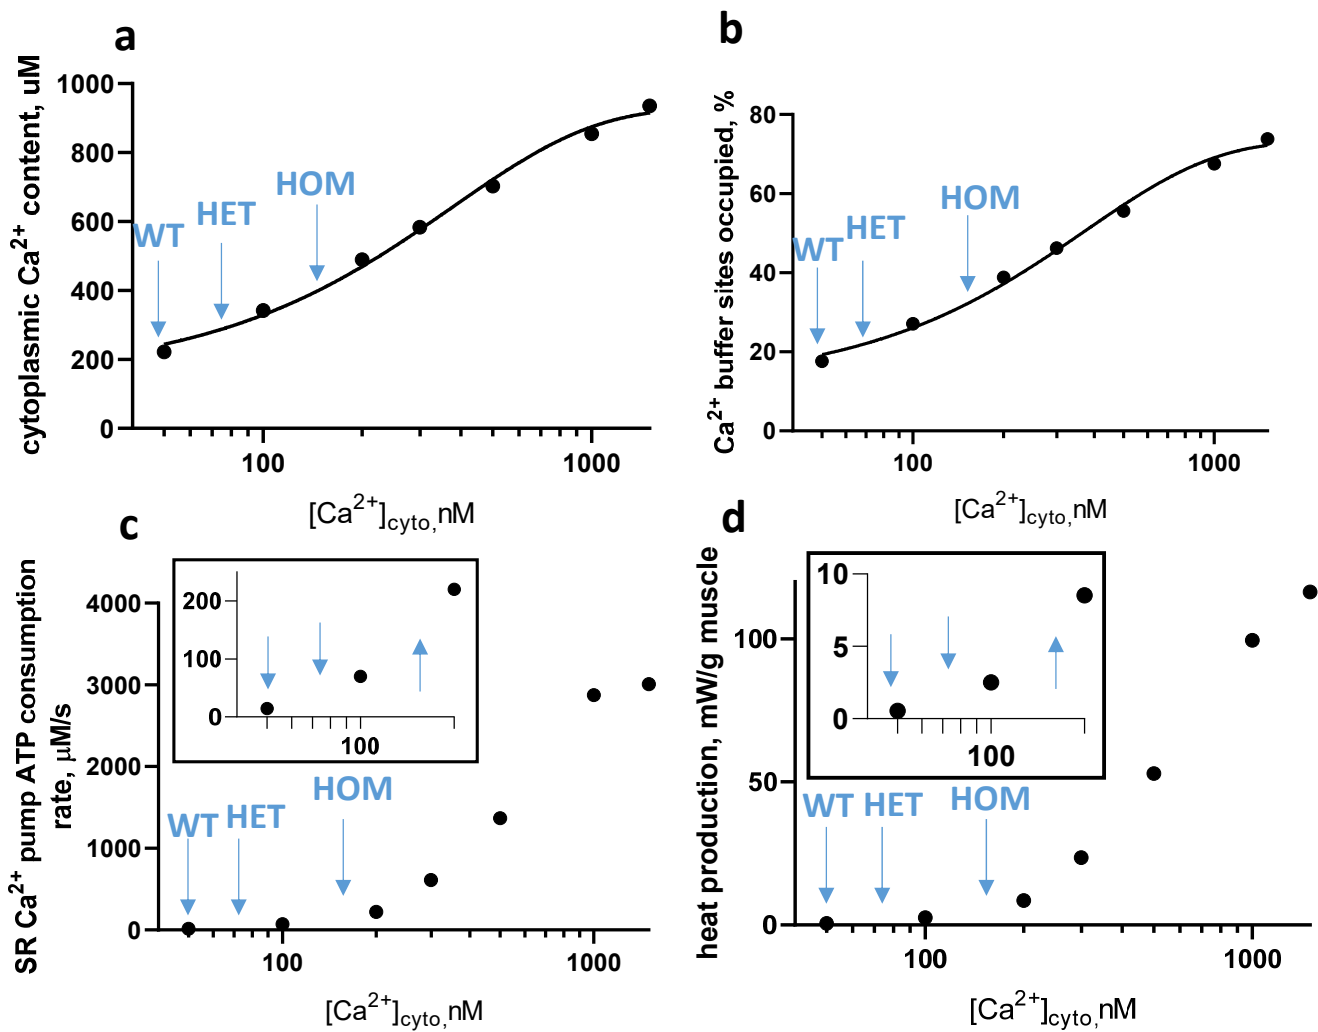 a
cytoplasmic Ca²⁺ content, uM
1000
800
600
400
200
0
WT
HET
HOM
100
1000
[Ca²⁺]cyto,nM
b
Ca²⁺ buffer sites occupied, %
80
60
40
20
0
WT
HET
HOM
100
1000
[Ca²⁺]cyto,nM
c
SR Ca²⁺ pump ATP consumption
rate, μM/s
4000
3000
2000
1000
0
200
100
0
100
WT
HET
HOM
100
1000
[Ca²⁺]cyto,nM
d
heat production, mW/g muscle
100
50
0
10
5
0
100
WT
HET
HOM
100
1000
[Ca²⁺]cyto,nM